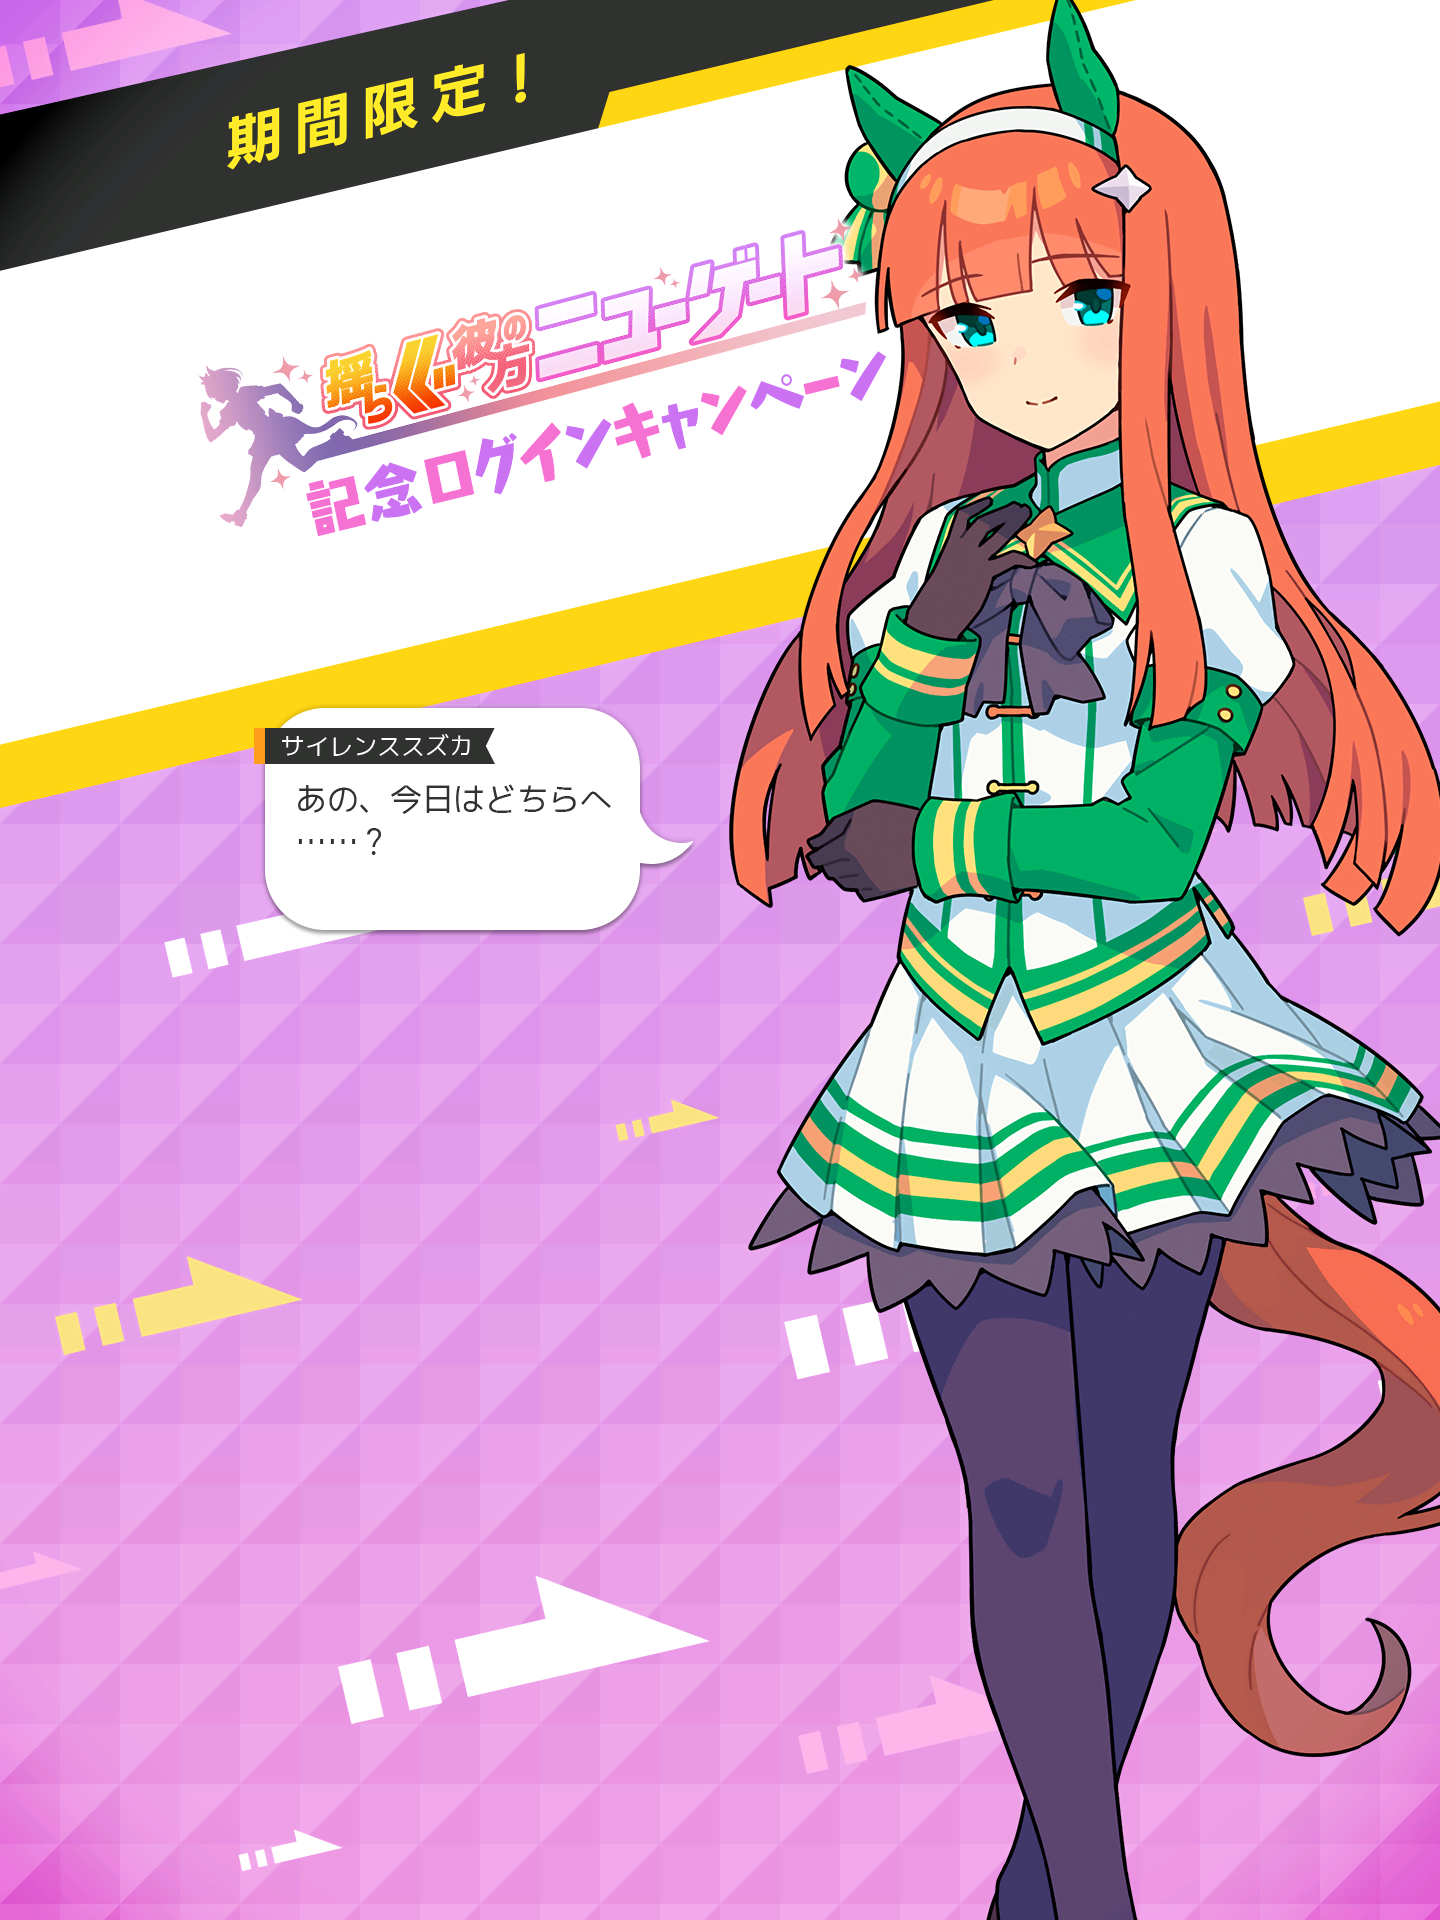 期間限定！
揺らぐ彼の方ニューゲート
記念ログインキャンペーン
サイレンススズカ
あの、今日はどちらへ
……？